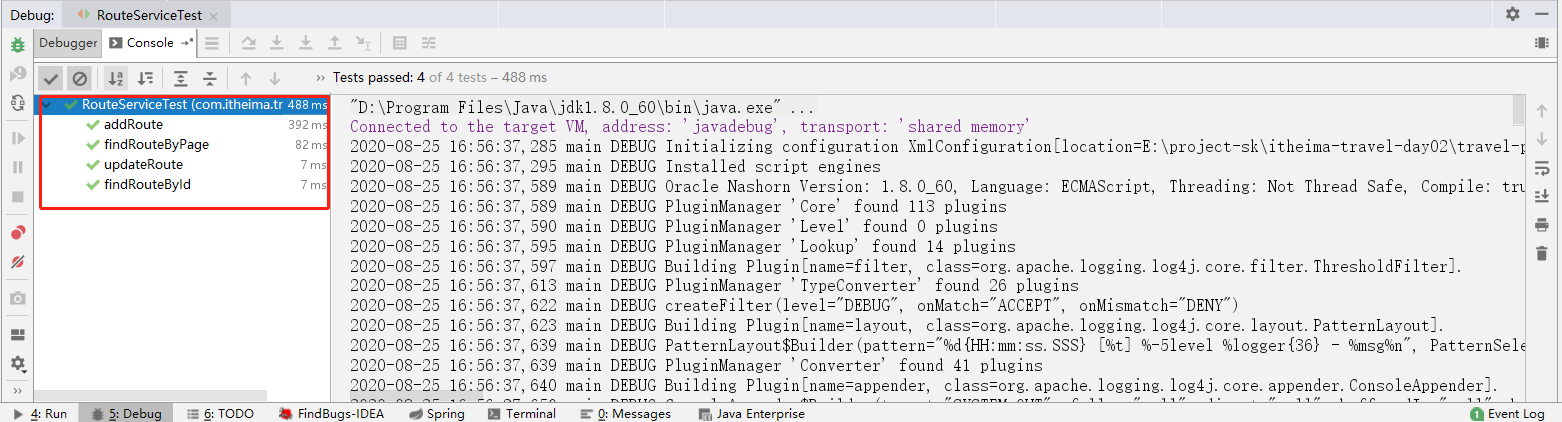 Debug: RouteServiceTest
Debugger Console
Tests passed: 4 of 4 tests – 488 ms
RouteServiceTest (com.itheima.tr 488 ms
addRoute 392 ms
findRouteByPage 82 ms
updateRoute 7 ms
findRouteById 7 ms
"D:\Program Files\Java\jdk1.8.0_60\bin\java.exe" ...
Connected to the target VM, address: 'javadebug', transport: 'shared memory'
2020-08-25 16:56:37,285 main DEBUG Initializing configuration XmlConfiguration[location=E:\project-sk\itheima-travel-day02\travel-p
2020-08-25 16:56:37,295 main DEBUG Installed script engines
2020-08-25 16:56:37,589 main DEBUG Oracle Nashorn Version: 1.8.0_60, Language: ECMAScript, Threading: Not Thread Safe, Compile: tru
2020-08-25 16:56:37,589 main DEBUG PluginManager 'Core' found 113 plugins
2020-08-25 16:56:37,590 main DEBUG PluginManager 'Level' found 0 plugins
2020-08-25 16:56:37,595 main DEBUG PluginManager 'Lookup' found 14 plugins
2020-08-25 16:56:37,597 main DEBUG Building Plugin[name=filter, class=org.apache.logging.log4j.core.filter.ThresholdFilter].
2020-08-25 16:56:37,613 main DEBUG PluginManager 'TypeConverter' found 26 plugins
2020-08-25 16:56:37,622 main DEBUG createFilter(level="DEBUG", onMatch="ACCEPT", onMismatch="DENY")
2020-08-25 16:56:37,623 main DEBUG Building Plugin[name=layout, class=org.apache.logging.log4j.core.layout.PatternLayout].
2020-08-25 16:56:37,639 main DEBUG PatternLayout$Builder(pattern="%d{HH:mm:ss.SSS} [%t] %-5level %logger{36} - %msg%n", PatternSele
2020-08-25 16:56:37,639 main DEBUG PluginManager 'Converter' found 41 plugins
2020-08-25 16:56:37,640 main DEBUG Building Plugin[name=appender, class=org.apache.logging.log4j.core.appender.ConsoleAppender].
4: Run 5: Debug 6: TODO FindBugs-IDEA Spring Terminal 0: Messages Java Enterprise 1 Event Log